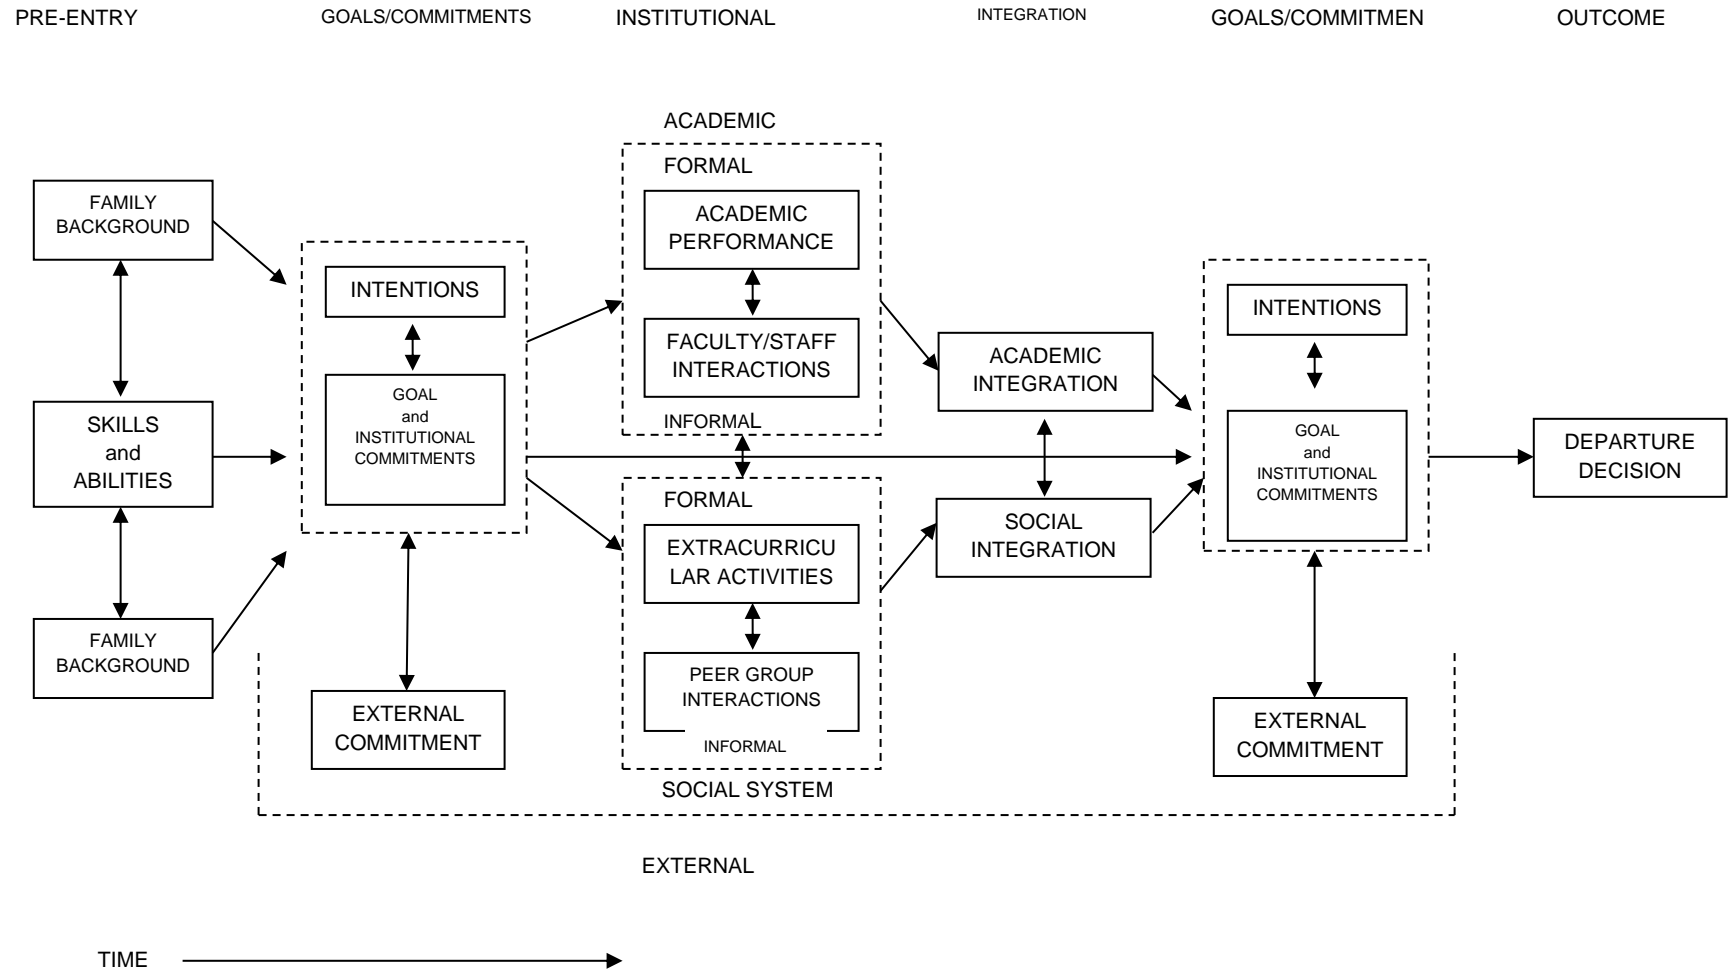 PRE-ENTRY
GOALS/COMMITMENTS
INSTITUTIONAL
INTEGRATION
GOALS/COMMITMEN
OUTCOME
FAMILY
BACKGROUND
SKILLS
and
ABILITIES
FAMILY
BACKGROUND
INTENTIONS
GOAL
and
INSTITUTIONAL
COMMITMENTS
EXTERNAL
COMMITMENT
ACADEMIC
FORMAL
ACADEMIC
PERFORMANCE
FACULTY/STAFF
INTERACTIONS
INFORMAL
FORMAL
EXTRACURRICU
LAR ACTIVITIES
PEER GROUP
INTERACTIONS
INFORMAL
SOCIAL SYSTEM
ACADEMIC
INTEGRATION
SOCIAL
INTEGRATION
INTENTIONS
GOAL
and
INSTITUTIONAL
COMMITMENTS
EXTERNAL
COMMITMENT
DEPARTURE
DECISION
EXTERNAL
TIME